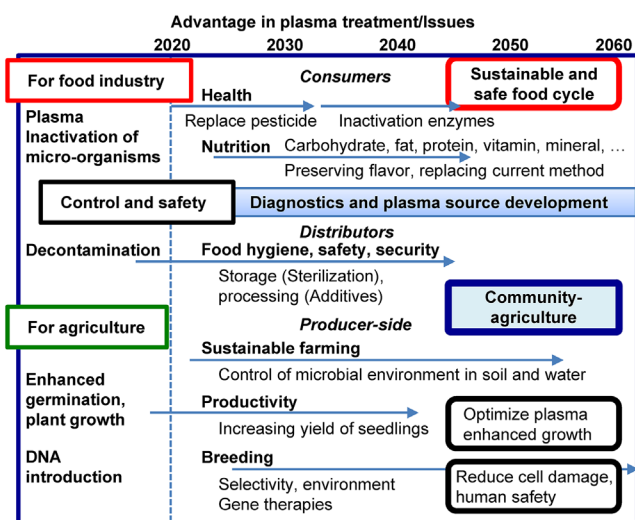 Advantage in plasma treatment/Issues
2020 2030 2040 2050 2060
For food industry
Consumers
Sustainable and
safe food cycle
Health
Plasma
Inactivation of
micro-organisms
Replace pesticide
Inactivation enzymes
Nutrition
Carbohydrate, fat, protein, vitamin, mineral, …
Preserving flavor, replacing current method
Control and safety
Diagnostics and plasma source development
Distributors
Decontamination
Food hygiene, safety, security
Storage (Sterilization),
processing (Additives)
Community-
agriculture
For agriculture
Producer-side
Sustainable farming
Control of microbial environment in soil and water
Enhanced
germination,
plant growth
Productivity
Increasing yield of seedlings
Optimize plasma
enhanced growth
DNA
introduction
Breeding
Selectivity, environment
Gene therapies
Reduce cell damage,
human safety